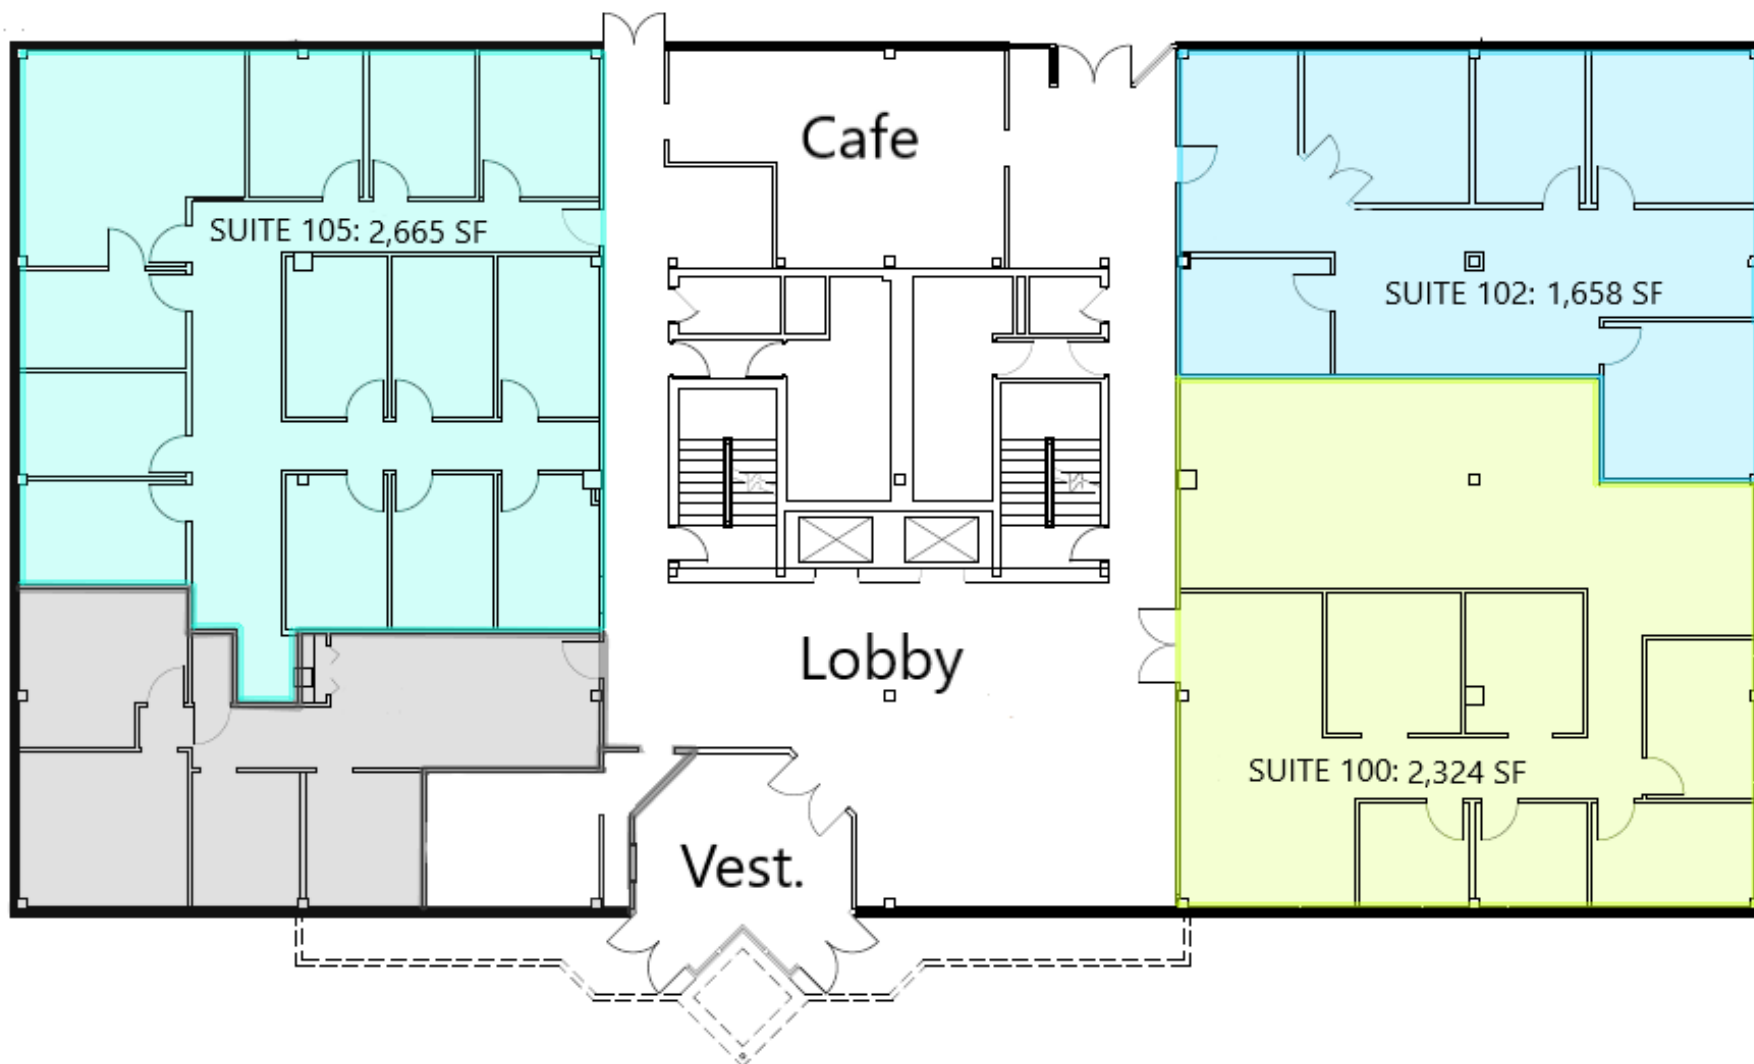 Cafe
SUITE 105: 2,665 SF
SUITE 102: 1,658 SF
Lobby
SUITE 100: 2,324 SF
Vest.